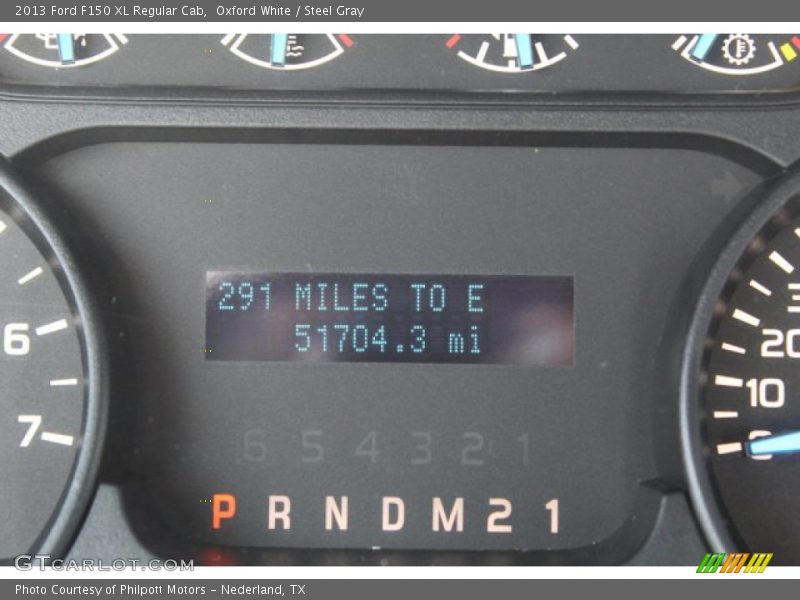 2013 Ford F150 XL Regular Cab,  Oxford White / Steel Gray
291 MILES TO E
51704.3 mi
6
7
20
10
0
6 5 4 3 2 1
P R N D M 2 1
GTCARLOT.COM
Photo Courtesy of Philpott Motors - Nederland, TX